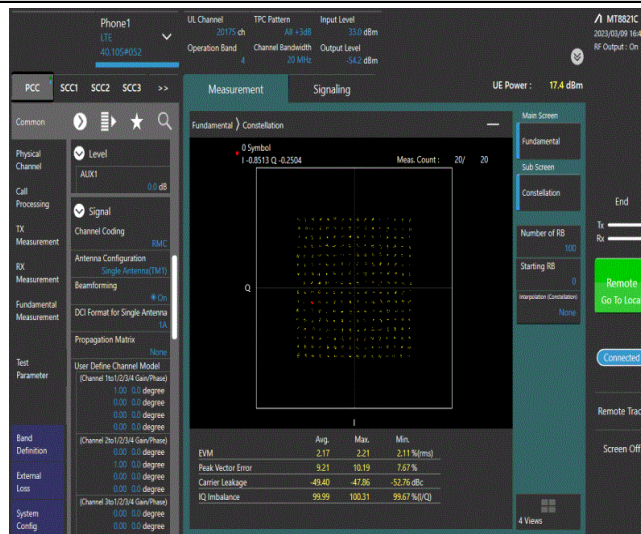 Phone1
LTE
40.105#052
UL Channel
20175 ch
TPC Pattern
All +3dB
Input Level
33.0 dBm
Operation Band
4
Channel Bandwidth
20 MHz
Output Level
-54.2 dBm
MT8821C
2023/03/09 16:4
RF Output : On
PCC
SCC1
SCC2
SCC3
>>
Measurement
Signaling
UE Power :
17.4 dBm
Common
Physical
Channel
Call
Processing
TX
Measurement
RX
Measurement
Fundamental
Measurement
Test
Parameter
Band
Definition
External
Loss
System
Config
Level
AUX1
0.0 dB
Signal
Channel Coding
RMC
Antenna Configuration
Single Antenna(TM1)
Beamforming
On
DCI Format for Single Antenna
1A
Propagation Matrix
None
User Define Channel Model
(Channel 1to1/2/3/4 Gain/Phase)
1.00 0.0 degree
0.00 0.0 degree
0.00 0.0 degree
0.00 0.0 degree
(Channel 2to1/2/3/4 Gain/Phase)
0.00 0.0 degree
1.00 0.0 degree
0.00 0.0 degree
0.00 0.0 degree
(Channel 3to1/2/3/4 Gain/Phase)
0.00 0.0 degree
0.00 0.0 degree
Fundamental 〉 Constellation
0 Symbol
I -0.8513 Q -0.2504
Meas. Count : 20/ 20
Q
I
Avg. Max. Min.
EVM 2.17 2.21 2.11 %(rms)
Peak Vector Error 9.21 10.19 7.67 %
Carrier Leakage -49.40 -47.86 -52.76 dBc
IQ Imbalance 99.99 100.31 99.67 %(I/Q)
Main Screen
Fundamental
Sub Screen
Constellation
Number of RB
100
Starting RB
0
Interpolation (Constellation)
None
4 Views
End
Tx
Rx
Remote
Go To Loca
Connected
Remote Trac
Screen Off